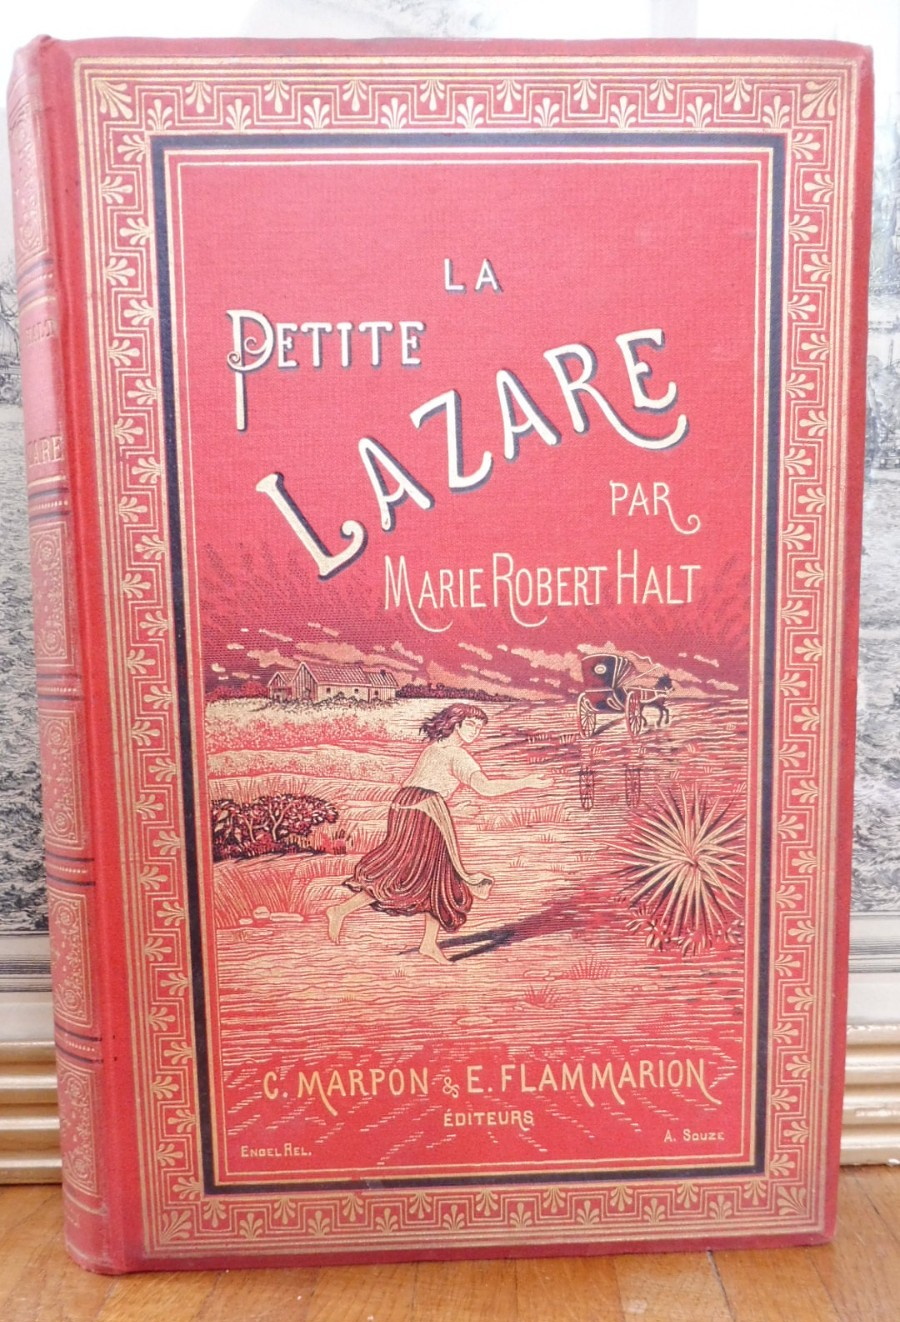 LA
PETITE
LAZARE
PAR
MARIE ROBERT HALT
C. MARPON & E. FLAMMARION
ÉDITEURS
ENGEL REL.
A. SOUZE